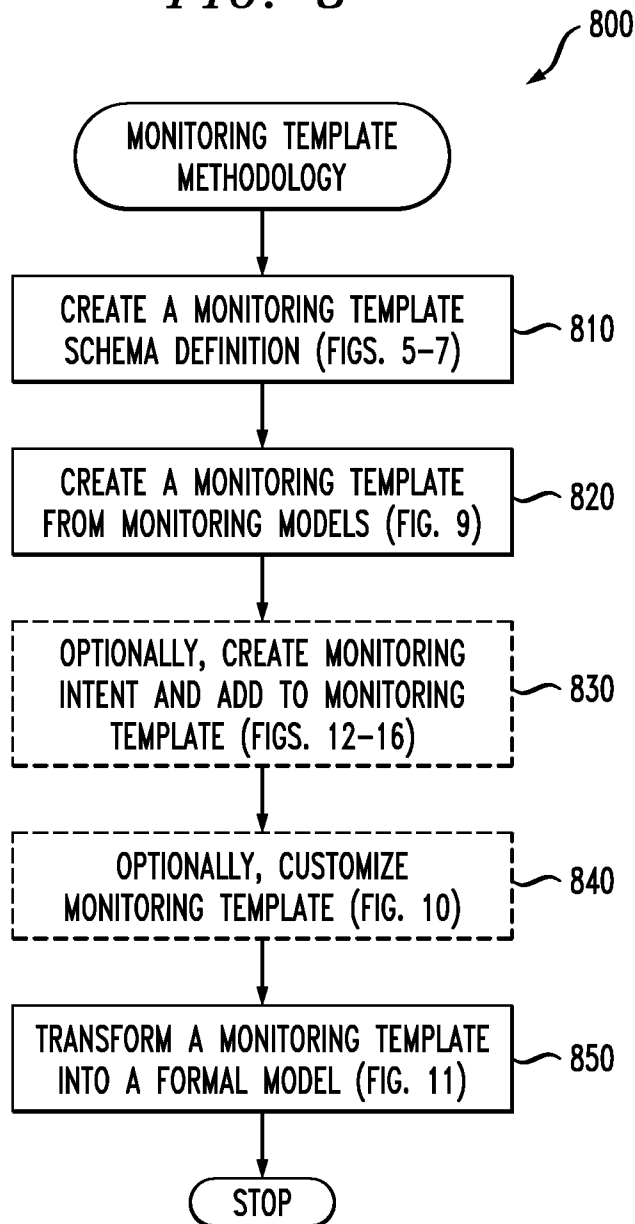 800
MONITORING TEMPLATE
METHODOLOGY
CREATE A MONITORING TEMPLATE
SCHEMA DEFINITION (FIGS. 5-7)
810
CREATE A MONITORING TEMPLATE
FROM MONITORING MODELS (FIG. 9)
820
OPTIONALLY, CREATE MONITORING
INTENT AND ADD TO MONITORING
TEMPLATE (FIGS. 12-16)
830
OPTIONALLY, CUSTOMIZE
MONITORING TEMPLATE (FIG. 10)
840
TRANSFORM A MONITORING TEMPLATE
INTO A FORMAL MODEL (FIG. 11)
850
STOP